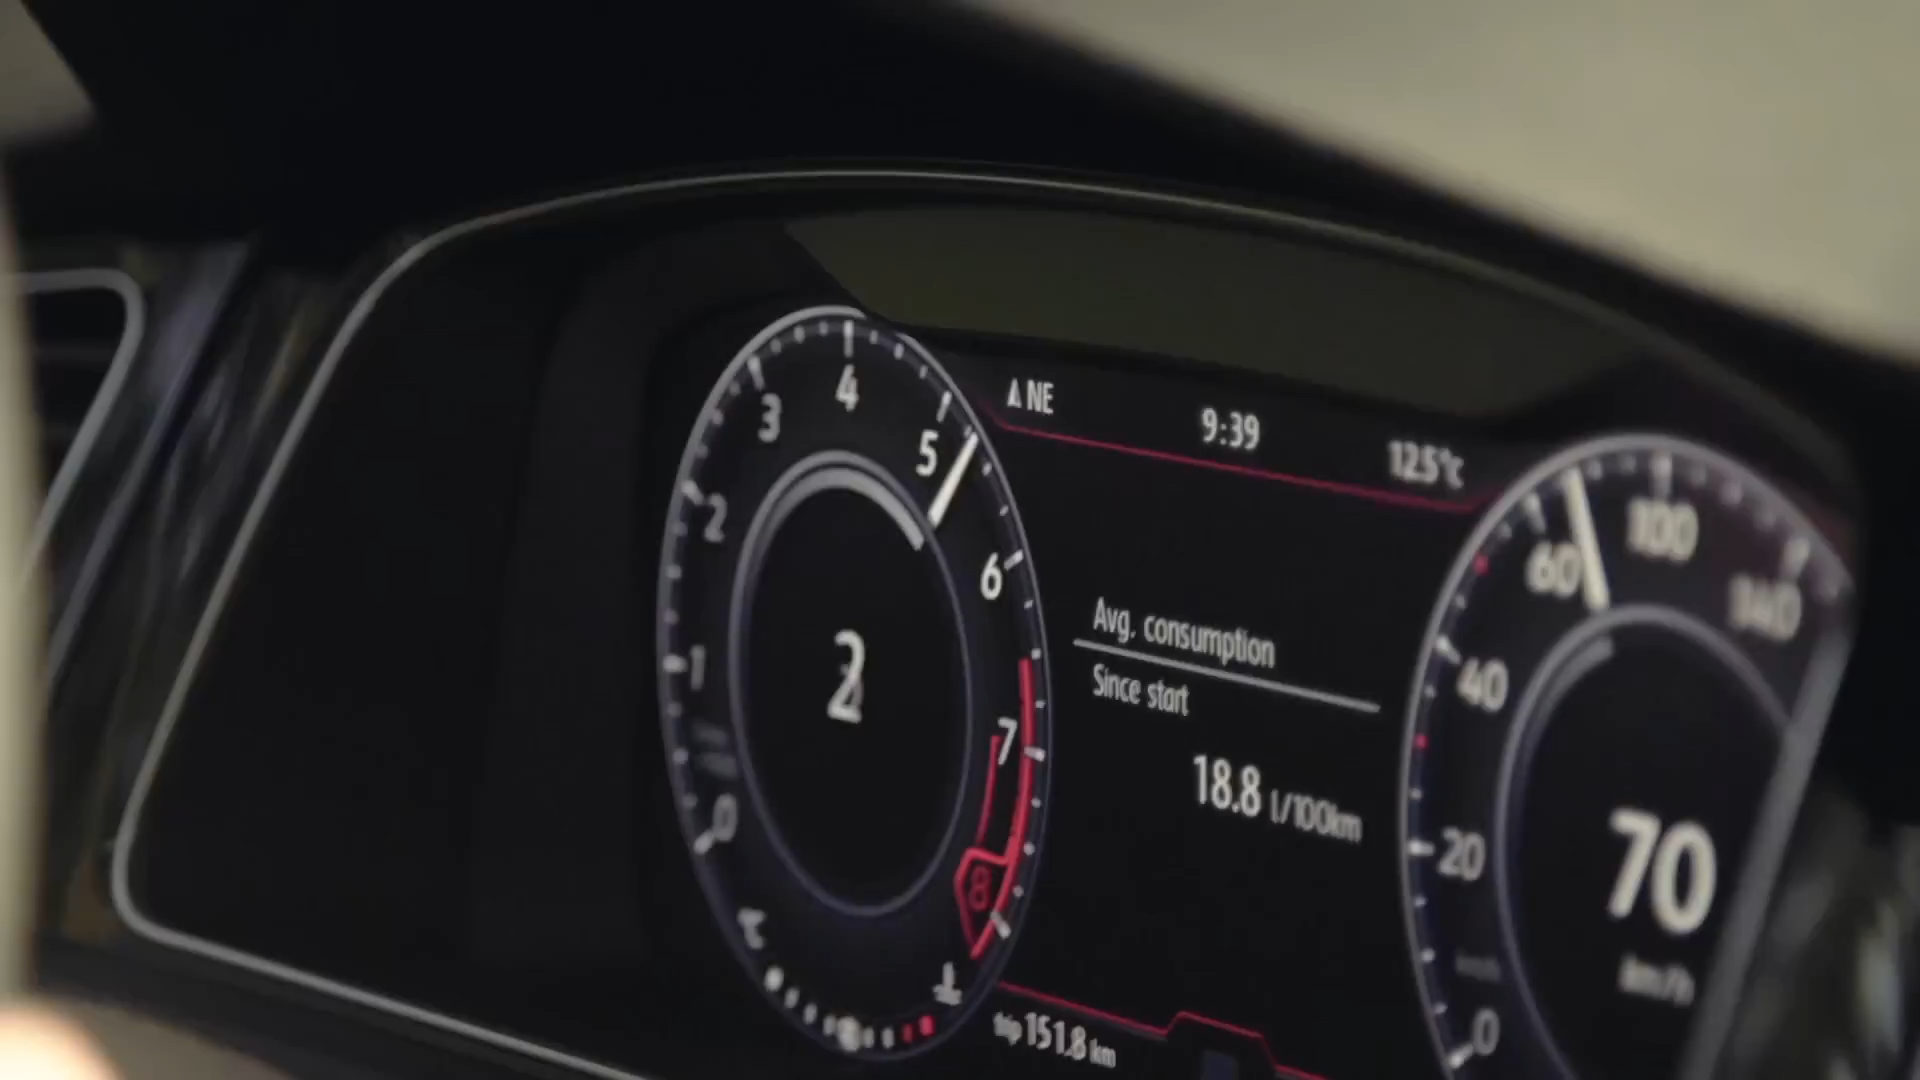 NE
9:39
12.5°C
0
1
2
3
4
5
6
7
8
2
Avg. consumption
Since start
18.8 l/100km
trip 151.8 km
0
20
40
60
100
140
70
km/h